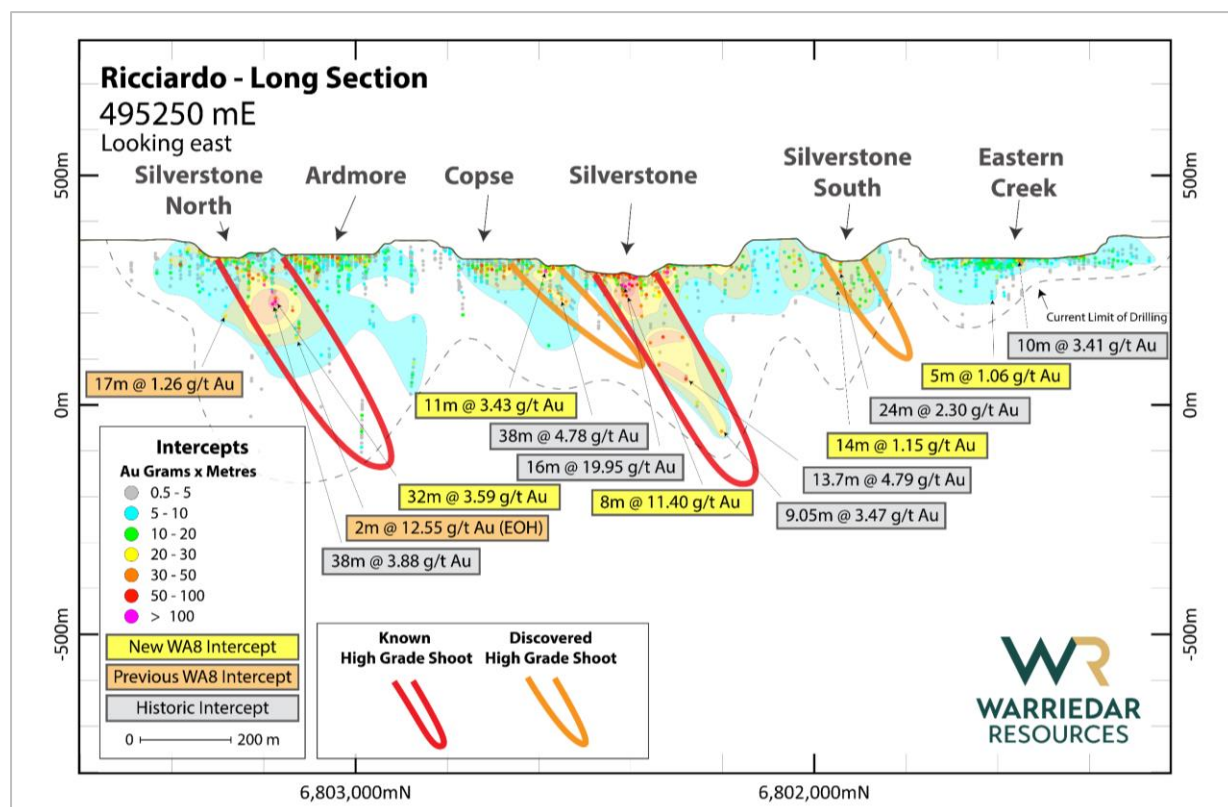 Ricciardo - Long Section
495250 mE
Looking east
Silverstone
North
Ardmore
Copse
Silverstone
Silverstone
South
Eastern
Creek
500m
500m
0m
0m
-500m
-500m
Current Limit of Drilling
10m @ 3.41 g/t Au
17m @ 1.26 g/t Au
5m @ 1.06 g/t Au
11m @ 3.43 g/t Au
24m @ 2.30 g/t Au
38m @ 4.78 g/t Au
14m @ 1.15 g/t Au
16m @ 19.95 g/t Au
13.7m @ 4.79 g/t Au
32m @ 3.59 g/t Au
8m @ 11.40 g/t Au
9.05m @ 3.47 g/t Au
2m @ 12.55 g/t Au (EOH)
38m @ 3.88 g/t Au
Intercepts
Au Grams x Metres
0.5 - 5
5 - 10
10 - 20
20 - 30
30 - 50
50 - 100
> 100
New WA8 Intercept
Previous WA8 Intercept
Historic Intercept
0 200 m
Known
High Grade Shoot
Discovered
High Grade Shoot
WR
WARRIEDAR
RESOURCES
6,803,000mN
6,802,000mN